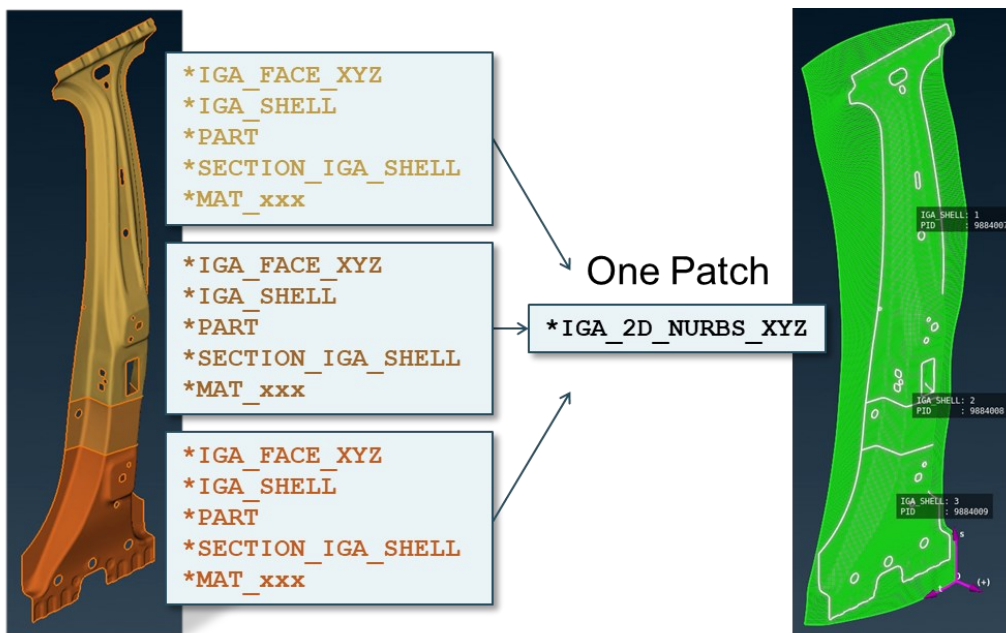 *IGA_FACE_XYZ
*IGA_SHELL
*PART
*SECTION_IGA_SHELL
*MAT_xxx
*IGA_FACE_XYZ
*IGA_SHELL
*PART
*SECTION_IGA_SHELL
*MAT_xxx
*IGA_FACE_XYZ
*IGA_SHELL
*PART
*SECTION_IGA_SHELL
*MAT_xxx
One Patch
*IGA_2D_NURBS_XYZ
IGA_SHELL: 1
PID : 9884007
IGA_SHELL: 2
PID : 9884008
IGA_SHELL: 3
PID : 9884009
s
(+)
t